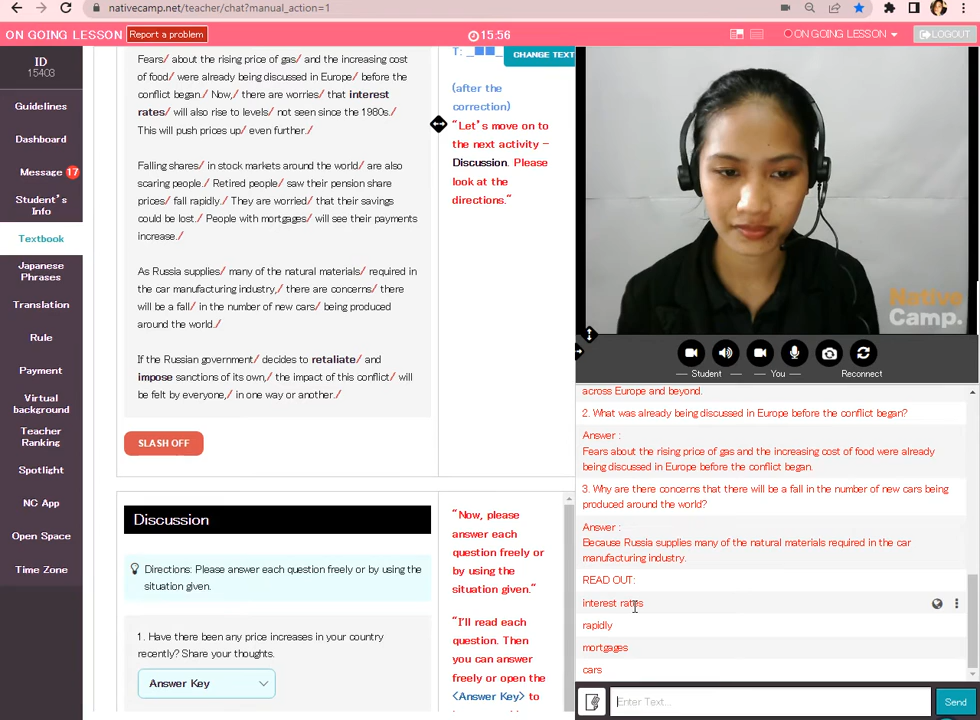 nativecamp.net/teacher/chat?manual_action=1
ON GOING LESSON
Report a problem
15:56
ON GOING LESSON
LOGOUT
ID
15403
Guidelines
Dashboard
Message 17
Student's
Info
Textbook
Japanese
Phrases
Translation
Rule
Payment
Virtual
background
Teacher
Ranking
Spotlight
NC App
Open Space
Time Zone
Fears/ about the rising price of gas/ and the increasing cost
of food/ were already being discussed in Europe/ before the
conflict began./ Now,/ there are worries/ that interest
rates/ will also rise to levels/ not seen since the 1980s./
This will push prices up/ even further./
Falling shares/ in stock markets around the world/ are also
scaring people./ Retired people/ saw their pension share
prices/ fall rapidly./ They are worried/ that their savings
could be lost./ People with mortgages/ will see their payments
increase./
As Russia supplies/ many of the natural materials/ required in
the car manufacturing industry,/ there are concerns/ there
will be a fall/ in the number of new cars/ being produced
around the world./
If the Russian government/ decides to retaliate/ and
impose sanctions of its own,/ the impact of this conflict/ will
be felt by everyone,/ in one way or another./
SLASH OFF
T:
CHANGE TEXT
(after the
correction)
"Let's move on to
the next activity –
Discussion. Please
look at the
directions."
Discussion
Directions: Please answer each question freely or by using the
situation given.
1. Have there been any price increases in your country
recently? Share your thoughts.
Answer Key
"Now, please
answer each
question freely or
by using the
situation given."
"I'll read each
question. Then
you can answer
freely or open the
<Answer Key> to
Native
Camp.
Student
You
Reconnect
across Europe and beyond.
2. What was already being discussed in Europe before the conflict began?
Answer :
Fears about the rising price of gas and the increasing cost of food were already
being discussed in Europe before the conflict began.
3. Why are there concerns that there will be a fall in the number of new cars being
produced around the world?
Answer :
Because Russia supplies many of the natural materials required in the car
manufacturing industry.
READ OUT:
interest rates
rapidly
mortgages
cars
Enter Text...
Send